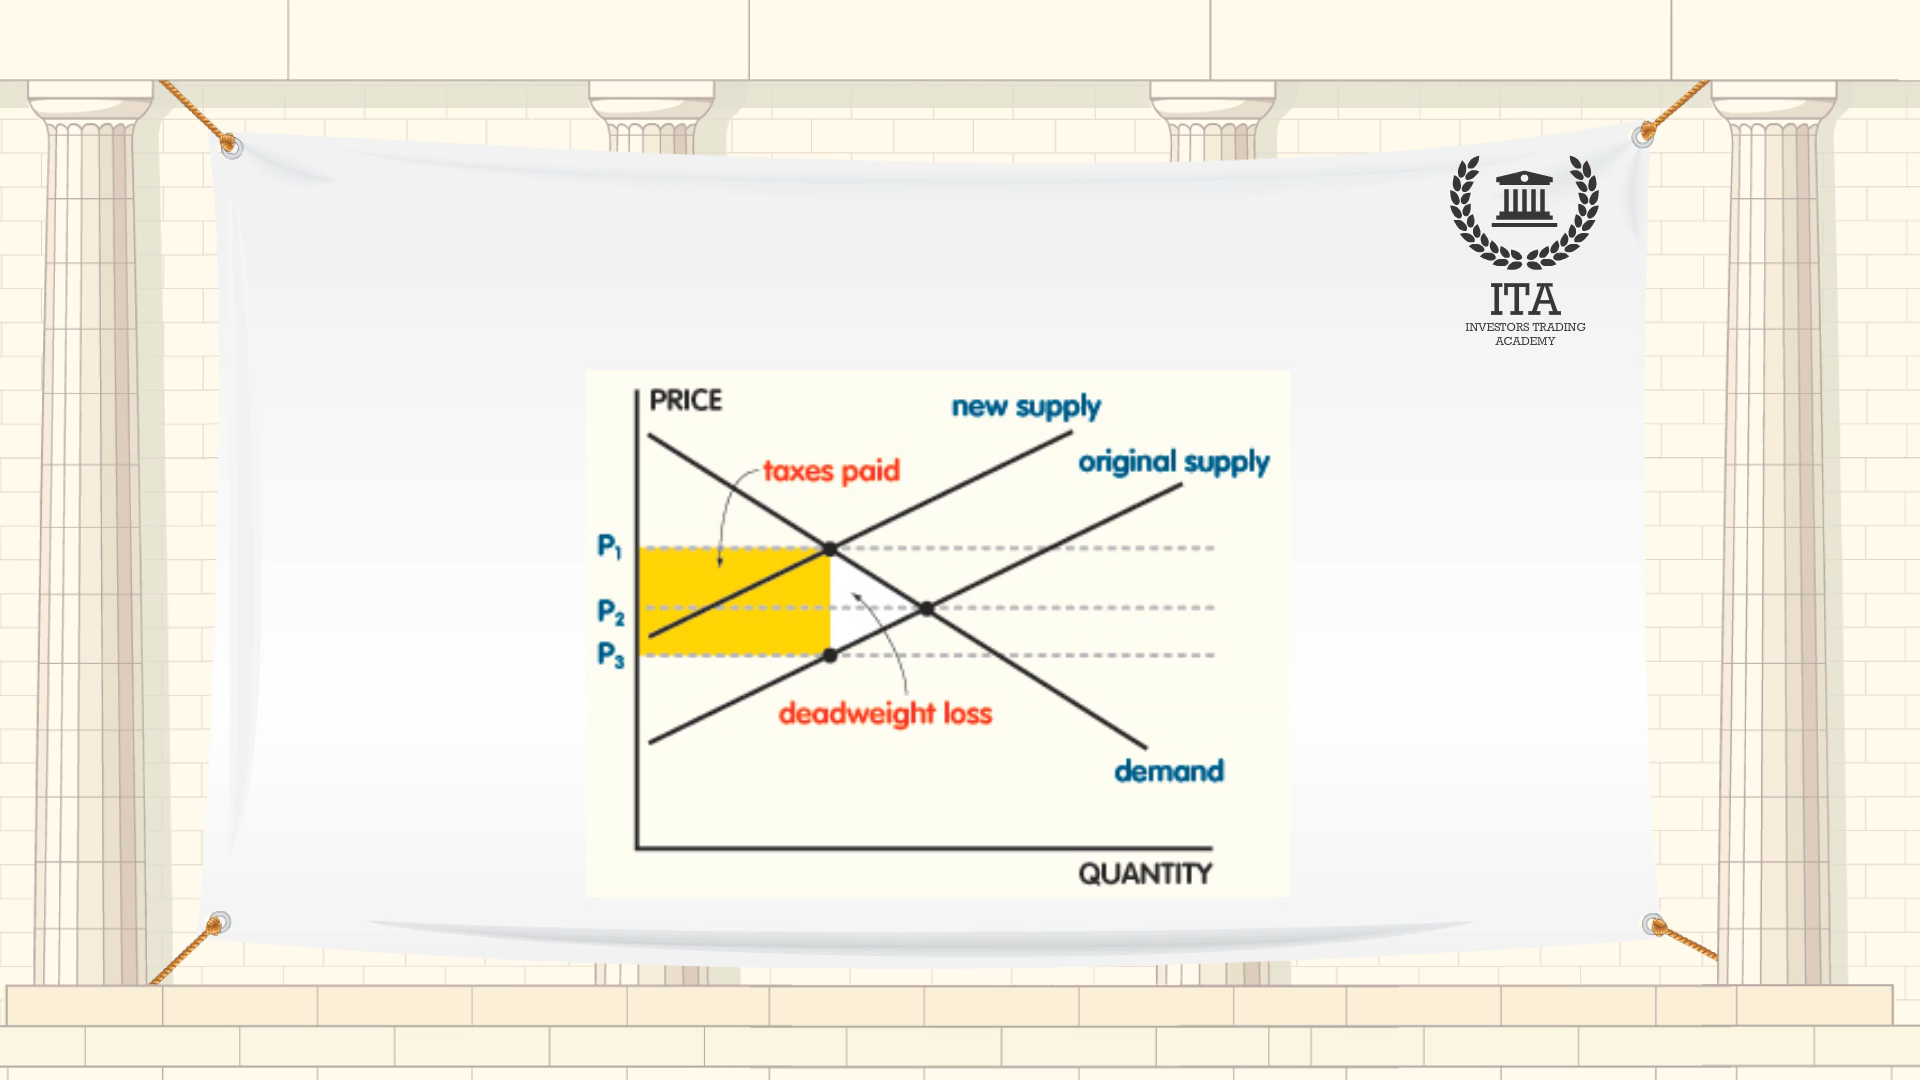 ITA
INVESTORS TRADING
ACADEMY
PRICE
new supply
original supply
taxes paid
P1
P2
P3
deadweight loss
demand
QUANTITY